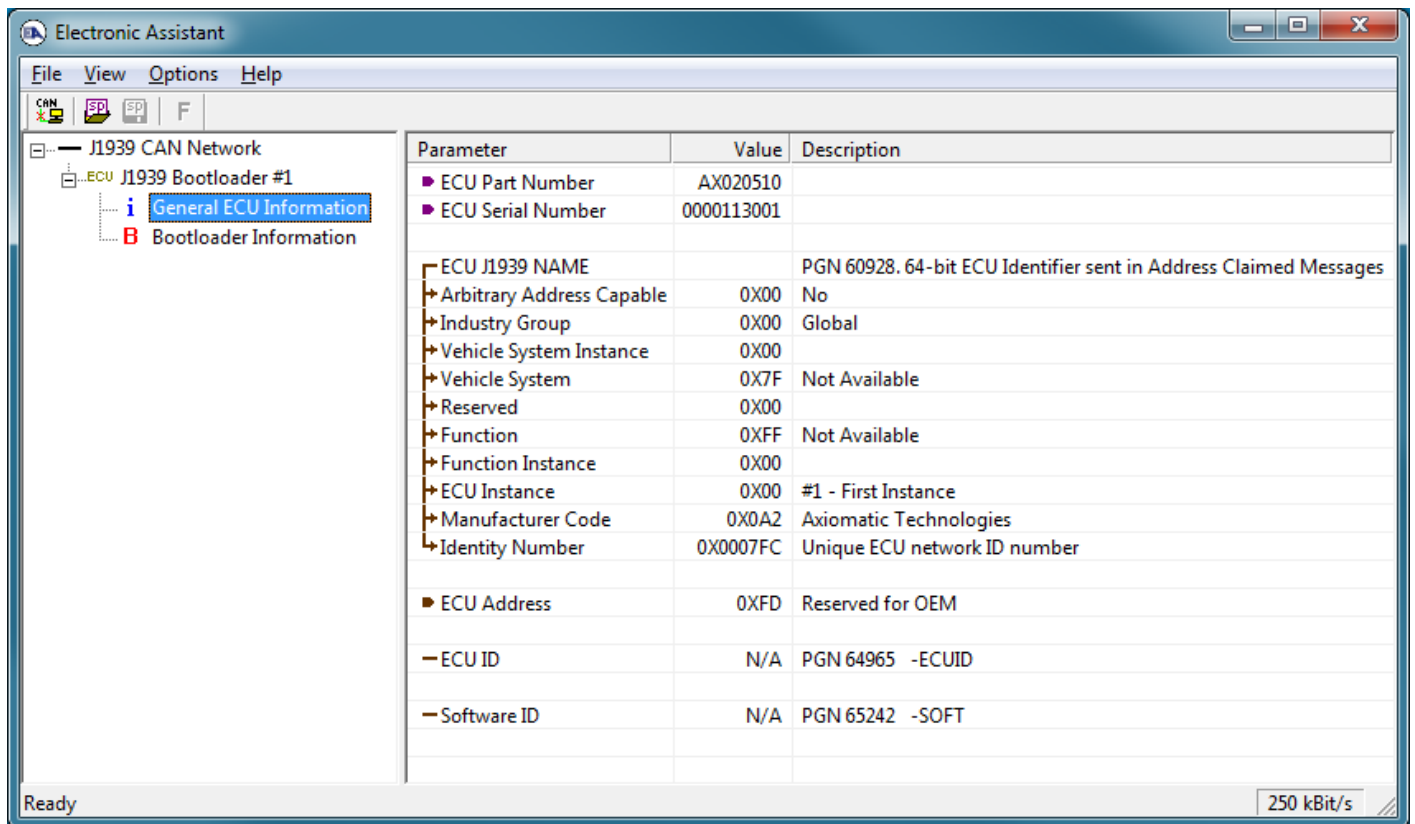 EA Electronic Assistant
File View Options Help
CAN SP SP F
J1939 CAN Network
ECU J1939 Bootloader #1
i General ECU Information
B Bootloader Information
Parameter Value Description
ECU Part Number AX020510
ECU Serial Number 0000113001
ECU J1939 NAME PGN 60928. 64-bit ECU Identifier sent in Address Claimed Messages
Arbitrary Address Capable 0X00 No
Industry Group 0X00 Global
Vehicle System Instance 0X00
Vehicle System 0X7F Not Available
Reserved 0X00
Function 0XFF Not Available
Function Instance 0X00
ECU Instance 0X00 #1 - First Instance
Manufacturer Code 0X0A2 Axiomatic Technologies
Identity Number 0X0007FC Unique ECU network ID number
ECU Address 0XFD Reserved for OEM
ECU ID N/A PGN 64965 -ECUID
Software ID N/A PGN 65242 -SOFT
Ready 250 kBit/s